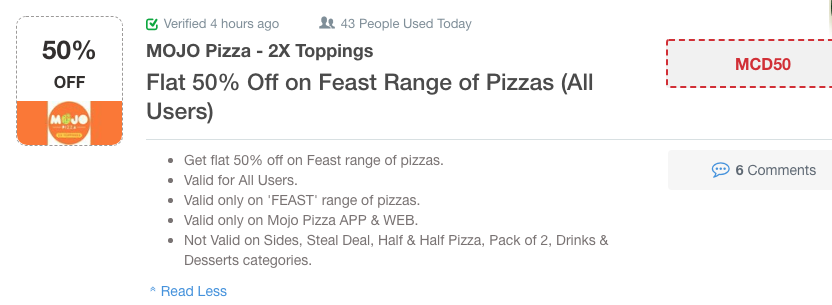 50%
OFF
MOJO
PIZZA
Verified 4 hours ago
43 People Used Today
MOJO Pizza - 2X Toppings
Flat 50% Off on Feast Range of Pizzas (All
Users)
MCD50
• Get flat 50% off on Feast range of pizzas.
• Valid for All Users.
• Valid only on 'FEAST' range of pizzas.
• Valid only on Mojo Pizza APP & WEB.
• Not Valid on Sides, Steal Deal, Half & Half Pizza, Pack of 2, Drinks &
Desserts categories.
6 Comments
^ Read Less